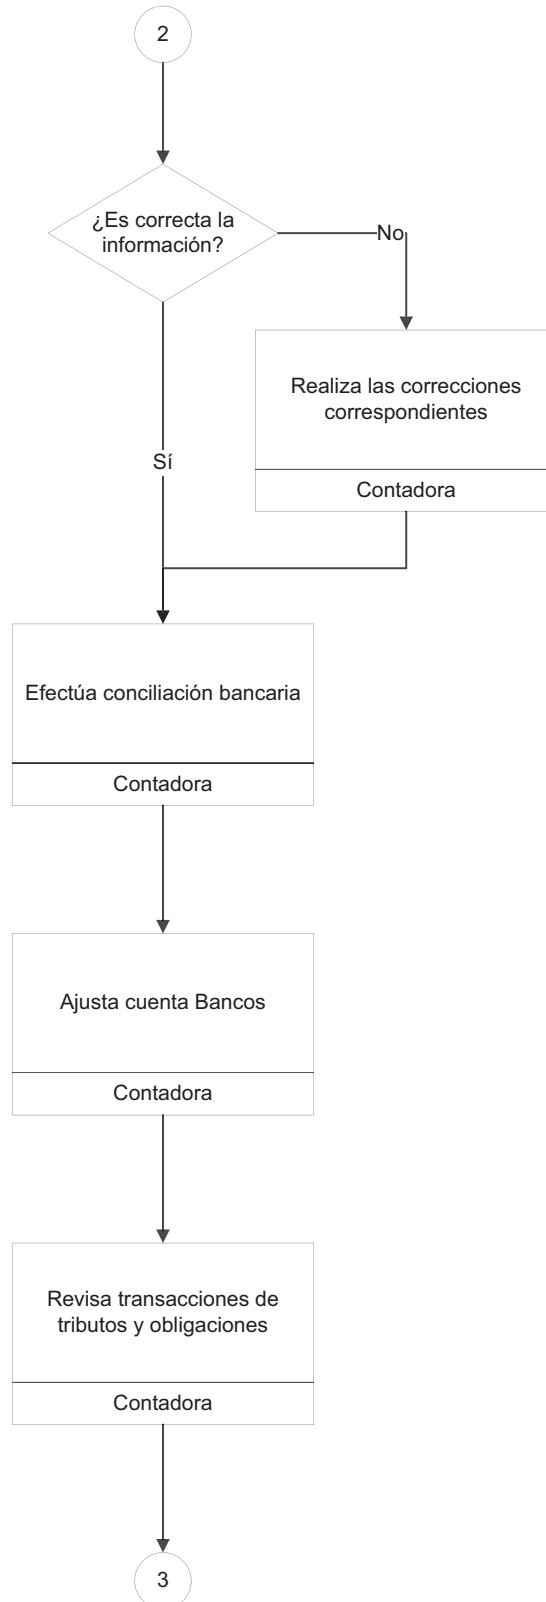 2
¿Es correcta la
información?
No
Realiza las correcciones
correspondientes
Contadora
Sí
Efectúa conciliación bancaria
Contadora
Ajusta cuenta Bancos
Contadora
Revisa transacciones de
tributos y obligaciones
Contadora
3